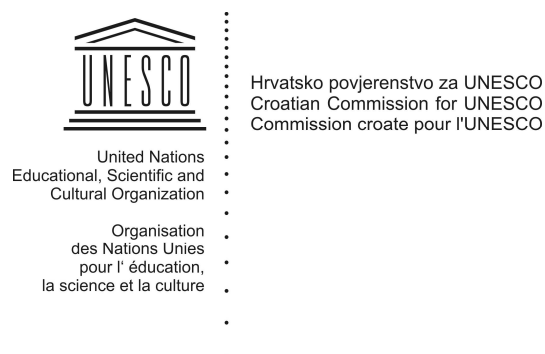 UNESCO
United Nations
Educational, Scientific and
Cultural Organization
Organisation
des Nations Unies
pour l‘ éducation,
la science et la culture
Hrvatsko povjerenstvo za UNESCO
Croatian Commission for UNESCO
Commission croate pour l'UNESCO